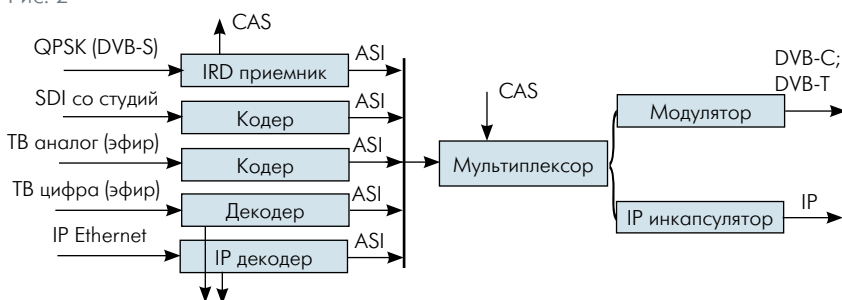 Рис. 2
CAS
QPSK (DVB-S)
IRD приемник
ASI
SDI со студий
Кодер
ASI
ТВ аналог (эфир)
Кодер
ASI
ТВ цифра (эфир)
Декодер
ASI
IP Ethernet
IP декодер
ASI
CAS
Мультиплексор
Модулятор
DVB-C;
DVB-T
IP инкапсулятор
IP